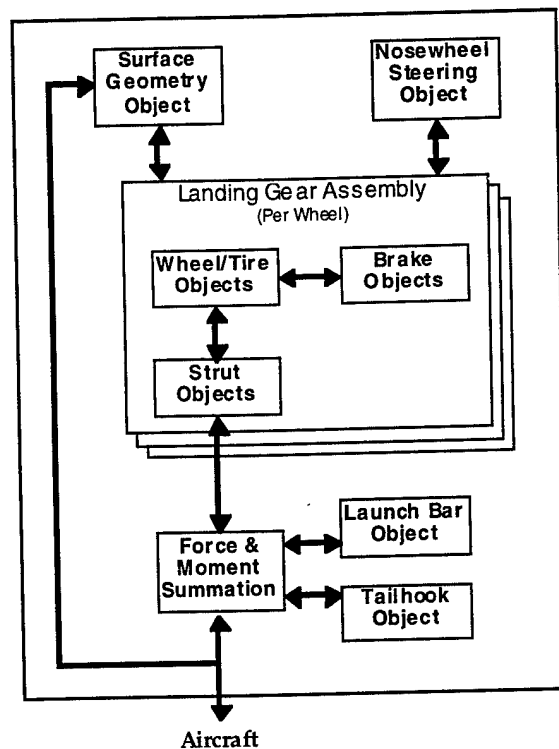 Surface
Geometry
Object
Nosewheel
Steering
Object
Landing Gear Assembly
(Per Wheel)
Wheel/Tire
Objects
Brake
Objects
Strut
Objects
Launch Bar
Object
Force &
Moment
Summation
Tailhook
Object
Aircraft